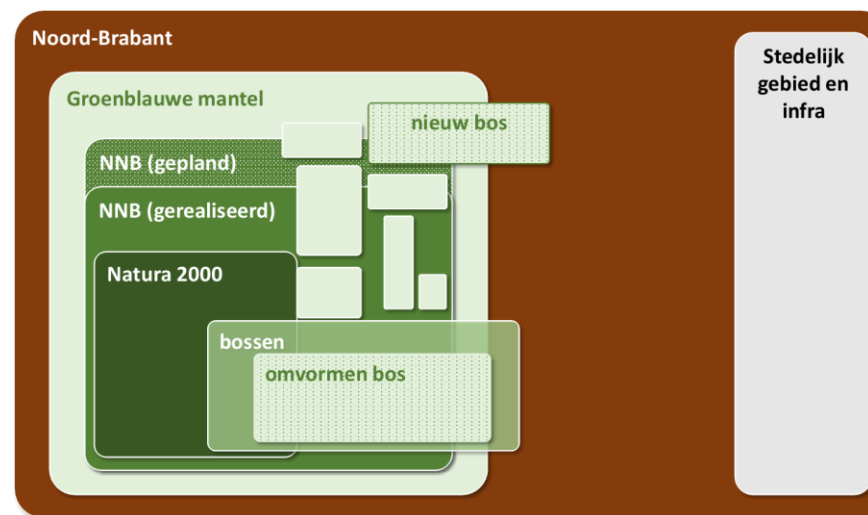 Noord-Brabant
Stedelijk
gebied en
infra
Groenblauwe mantel
nieuw bos
NNB (gepland)
NNB (gerealiseerd)
Natura 2000
bossen
omvormen bos